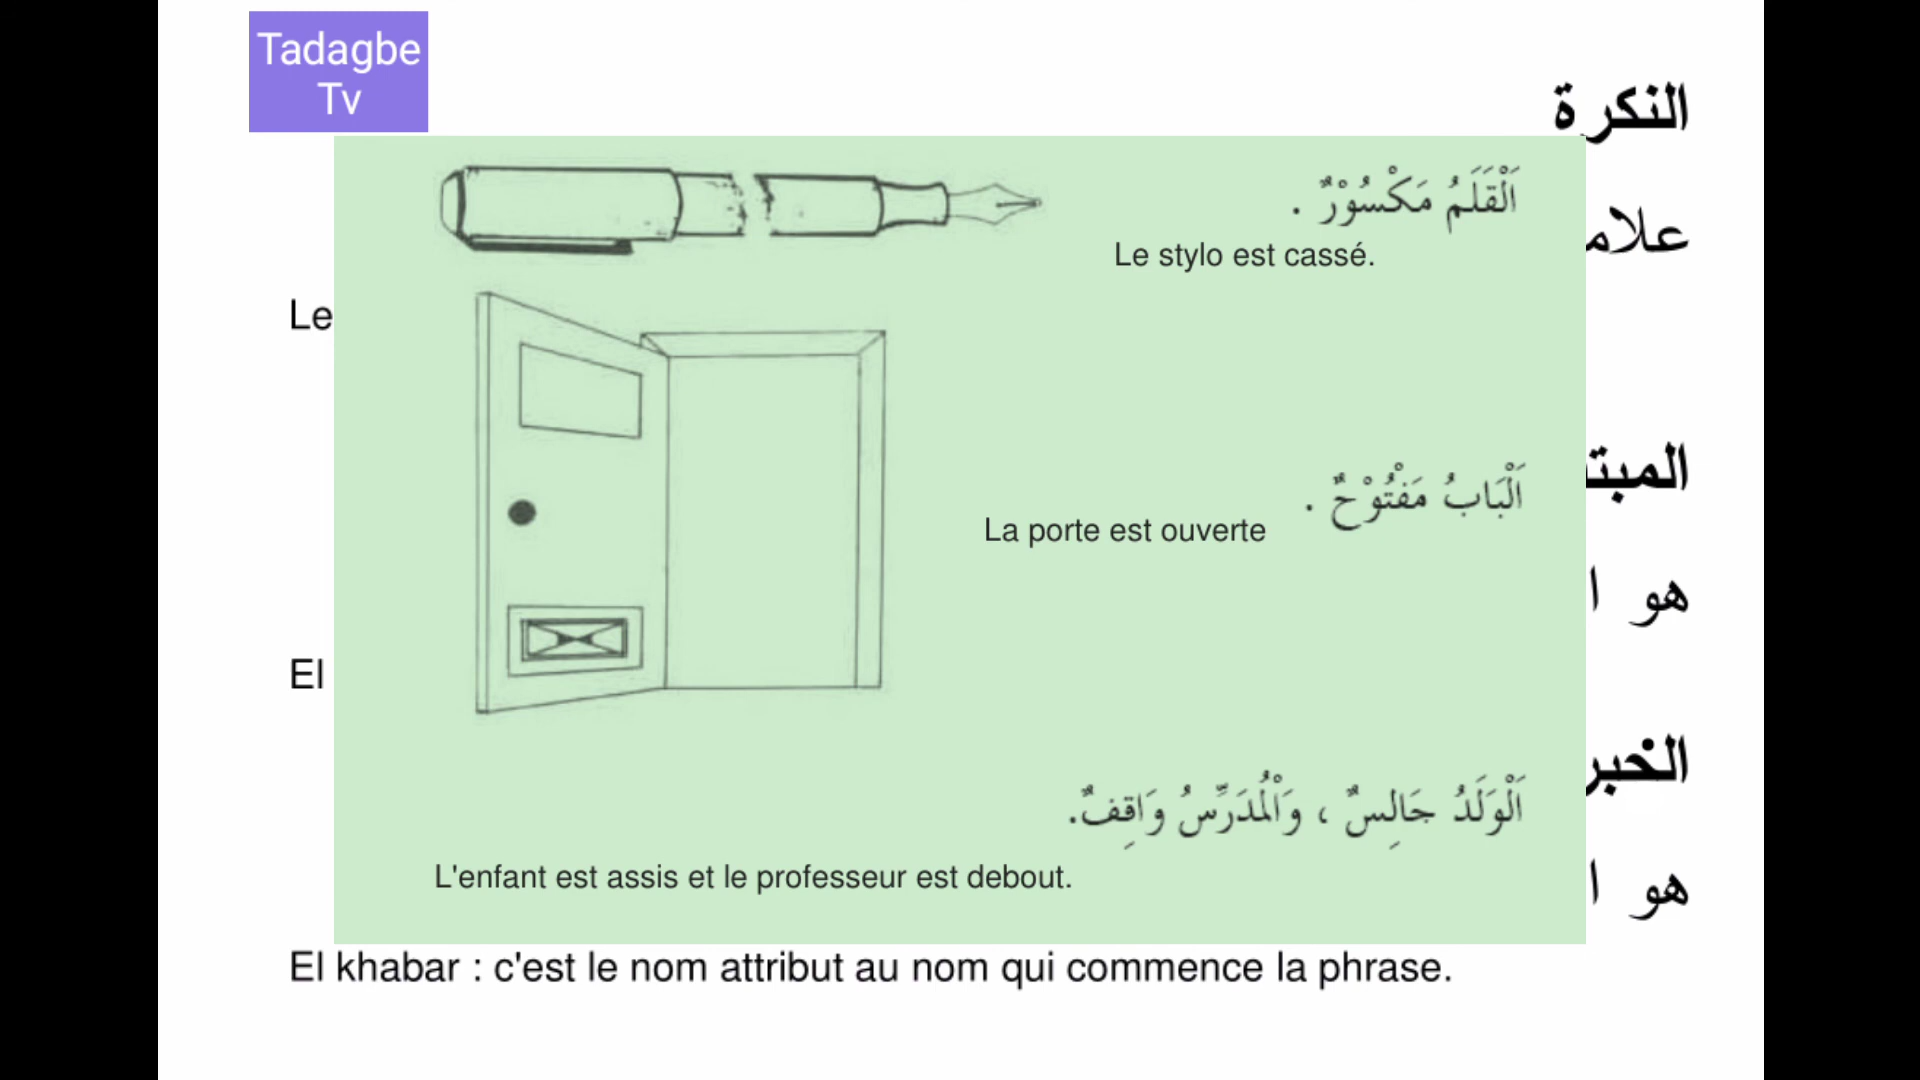 Tadagbe
Tv
النكرة
اَلْقَلَمُ مَكْسُوْرٌ .
Le stylo est cassé.
Le
اَلْبَابُ مَفْتُوْحٌ .
La porte est ouverte
هو ا
El
اَلْوَلَدُ جَالِسٌ ، وَالْمُدَرِّسُ وَاقِفٌ.
الخبر
L'enfant est assis et le professeur est debout.
هو ا
El khabar : c'est le nom attribut au nom qui commence la phrase.